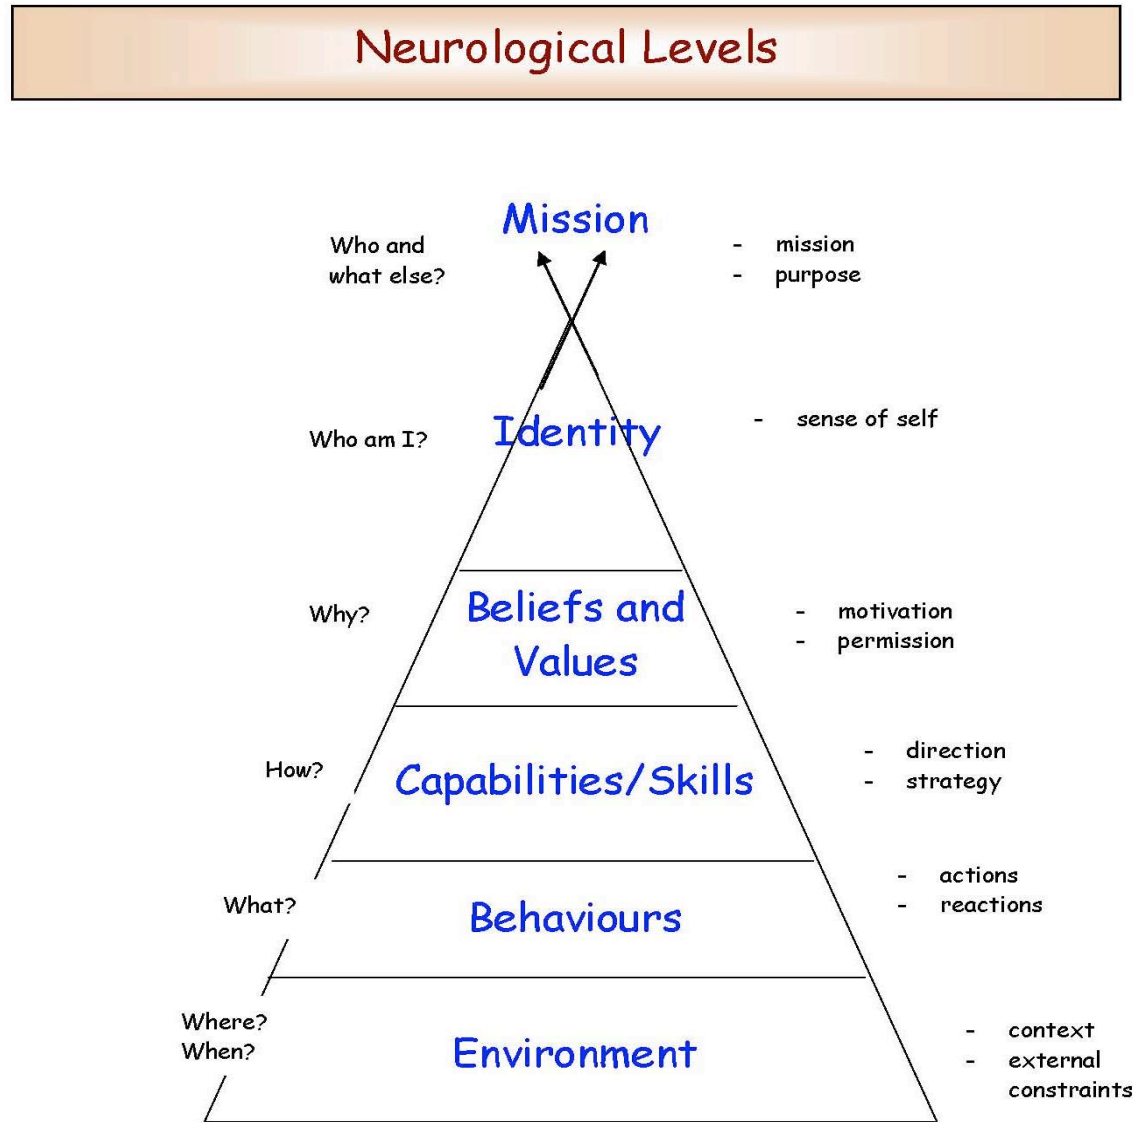 Neurological Levels
Mission
Who and
what else?
- mission
- purpose
Who am I?
Identity
- sense of self
Why?
Beliefs and
Values
- motivation
- permission
How?
Capabilities/Skills
- direction
- strategy
What?
Behaviours
- actions
- reactions
Where?
When?
Environment
- context
- external
constraints